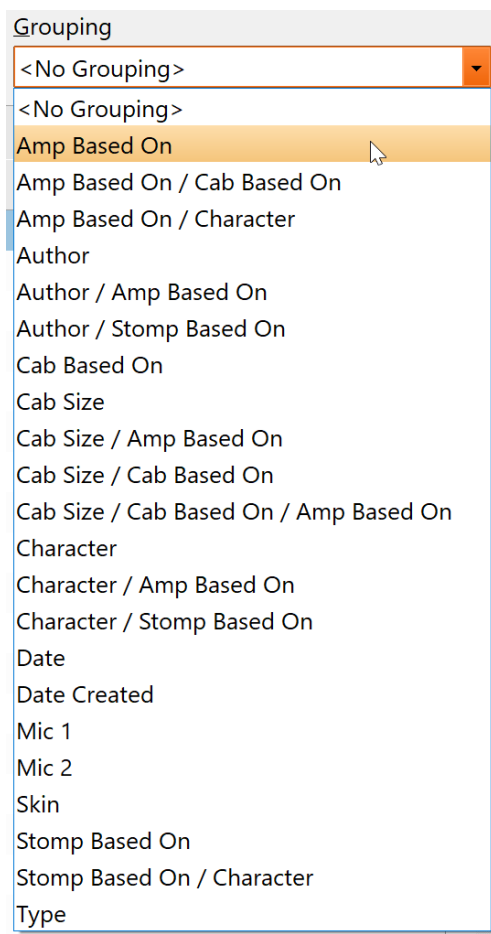 Grouping
<No Grouping>
<No Grouping>
Amp Based On
Amp Based On / Cab Based On
Amp Based On / Character
Author
Author / Amp Based On
Author / Stomp Based On
Cab Based On
Cab Size
Cab Size / Amp Based On
Cab Size / Cab Based On
Cab Size / Cab Based On / Amp Based On
Character
Character / Amp Based On
Character / Stomp Based On
Date
Date Created
Mic 1
Mic 2
Skin
Stomp Based On
Stomp Based On / Character
Type